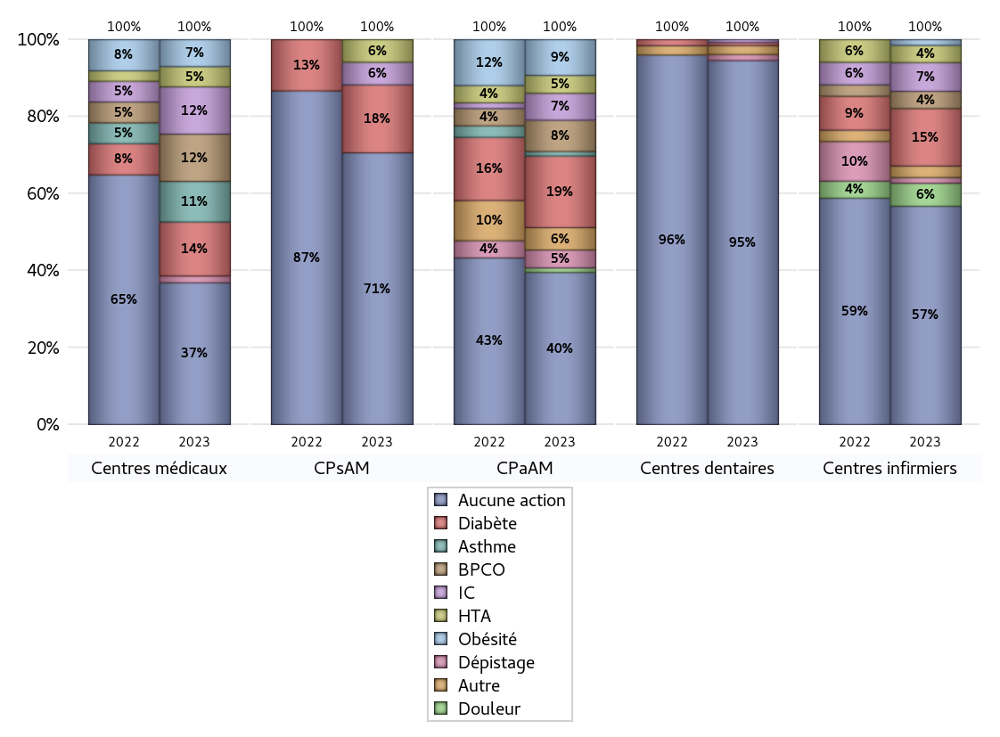 100% 100% 100% 100% 100% 100% 100% 100% 100% 100%
100%
80%
60%
40%
20%
0%
8% 5% 5% 5% 8% 65%
7% 5% 12% 12% 11% 14% 37%
13% 87%
6% 6% 18% 71%
12% 4% 4% 16% 10% 4% 43%
9% 5% 7% 8% 19% 6% 5% 40%
96%
95%
6% 6% 9% 10% 4% 59%
4% 7% 4% 15% 6% 57%
2022 2023 2022 2023 2022 2023 2022 2023 2022 2023
Centres médicaux CPsAM CPaAM Centres dentaires Centres infirmiers
Aucune action
Diabète
Asthme
BPCO
IC
HTA
Obésité
Dépistage
Autre
Douleur